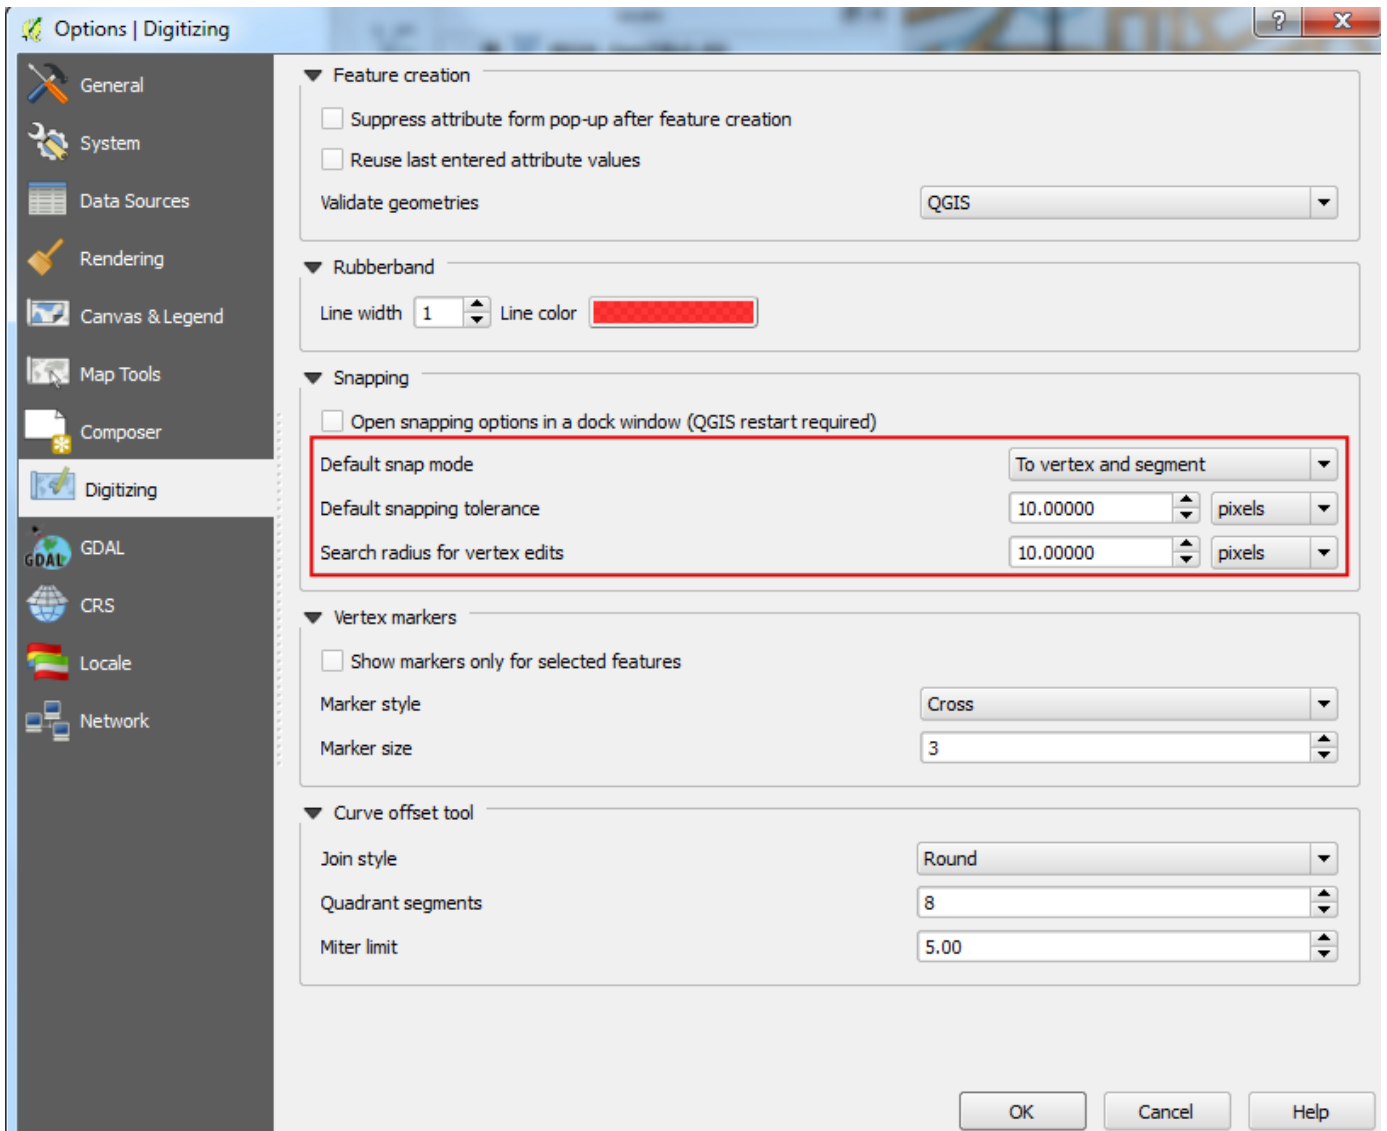 Options | Digitizing
General
System
Data Sources
Rendering
Canvas & Legend
Map Tools
Composer
Digitizing
GDAL
GDAL
CRS
Locale
Network
Feature creation
Suppress attribute form pop-up after feature creation
Reuse last entered attribute values
Validate geometries QGIS
Rubberband
Line width 1 Line color
Snapping
Open snapping options in a dock window (QGIS restart required)
Default snap mode To vertex and segment
Default snapping tolerance 10.00000 pixels
Search radius for vertex edits 10.00000 pixels
Vertex markers
Show markers only for selected features
Marker style Cross
Marker size 3
Curve offset tool
Join style Round
Quadrant segments 8
Miter limit 5.00
OK Cancel Help